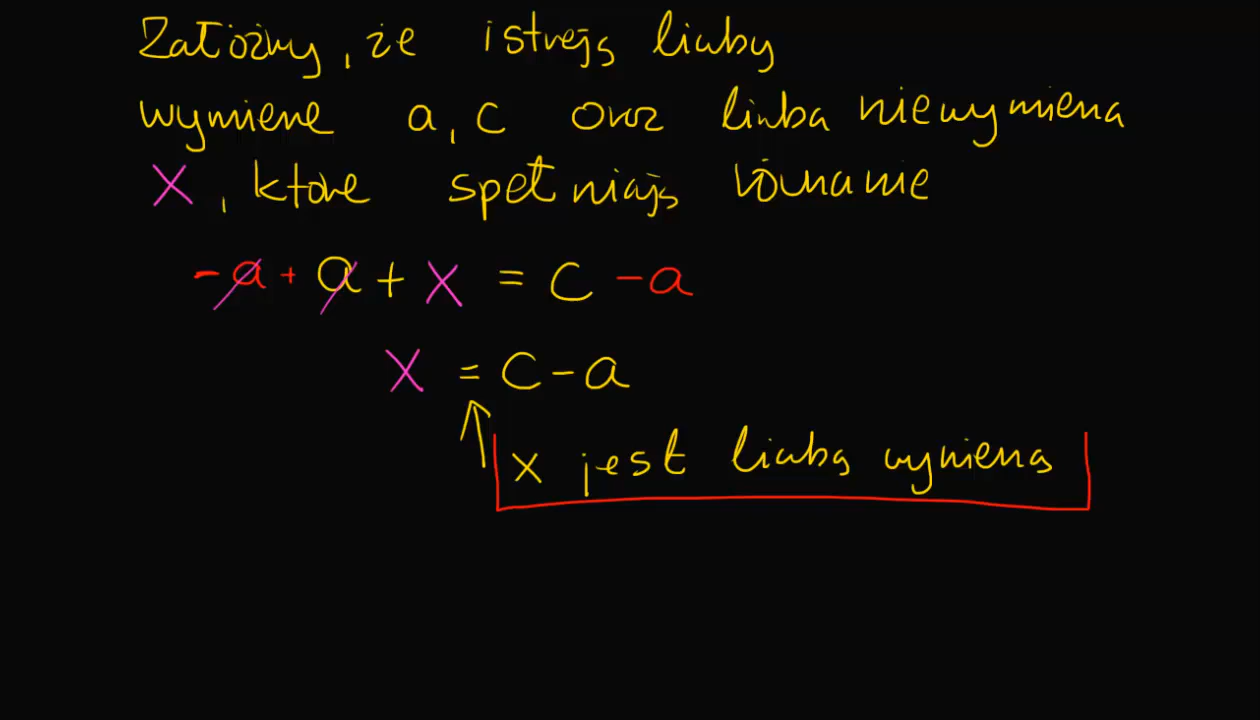 Załóżmy, że istnieją liczby
wymierne a, c oraz liczba niewymierna
X, które spełniają równanie
-a + a + X = C - a
X = C - a
X jest liczbą wymierną